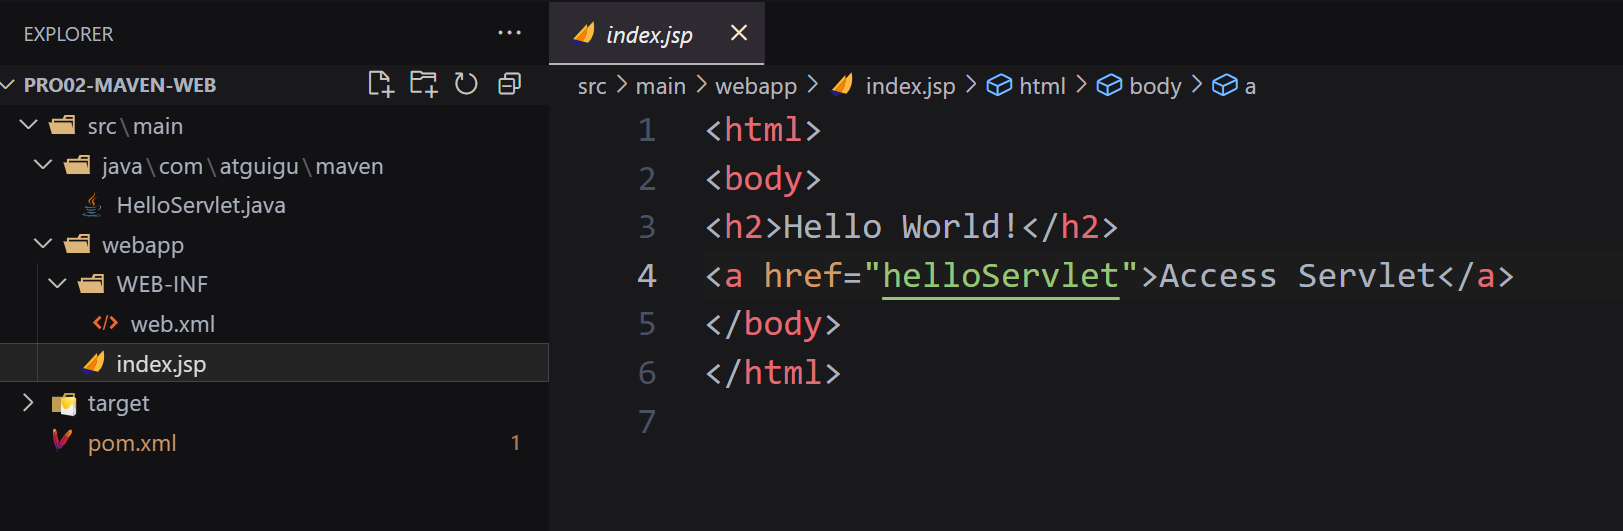 EXPLORER
PRO02-MAVEN-WEB
src\main
java\com\atguigu\maven
HelloServlet.java
webapp
WEB-INF
web.xml
index.jsp
target
pom.xml 1
index.jsp
src > main > webapp > index.jsp > html > body > a
1 <html>
2 <body>
3 <h2>Hello World!</h2>
4 <a href="helloServlet">Access Servlet</a>
5 </body>
6 </html>
7